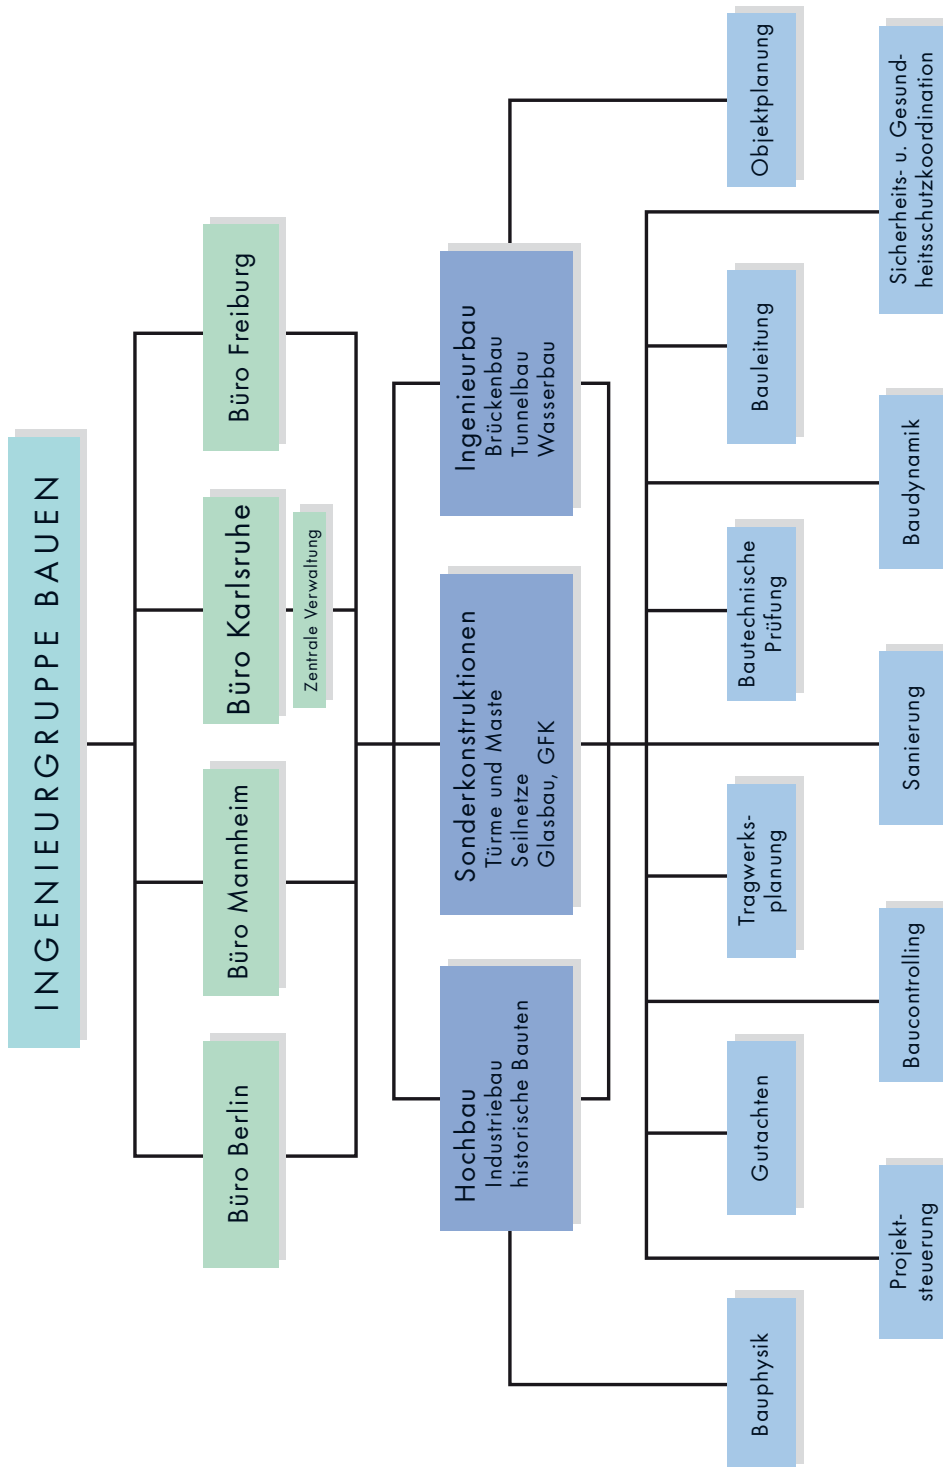 INGENIEURGRUPPE BAUEN
Büro Berlin
Büro Mannheim
Büro Karlsruhe
Büro Freiburg
Zentrale Verwaltung
Hochbau
Industriebau
historische Bauten
Sonderkonstruktionen
Türme und Maste
Seilnetze
Glasbau, GFK
Ingenieurbau
Brückenbau
Tunnelbau
Wasserbau
Bauphysik
Gutachten
Tragwerks-
planung
Bautechnische
Prüfung
Bauleitung
Objektplanung
Projekt-
steuerung
Baucontrolling
Sanierung
Baudynamik
Sicherheits- u. Gesund-
heitsschutzkoordination